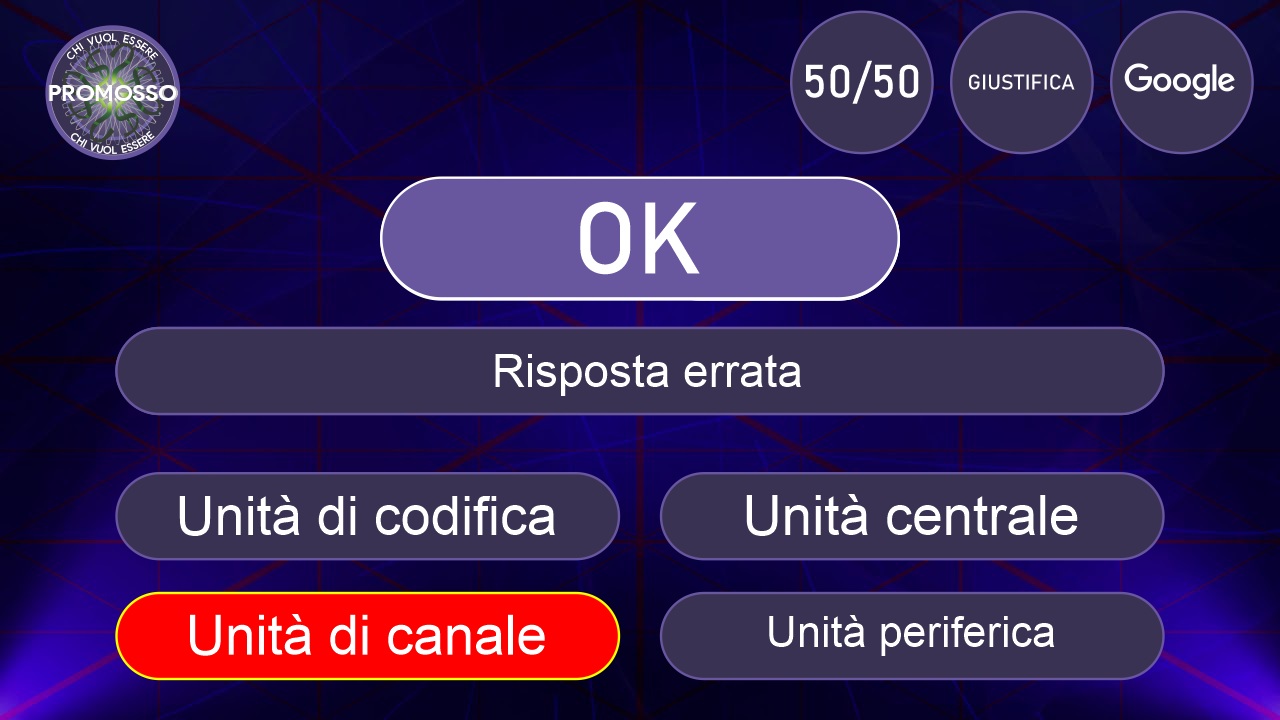 CHI VUOL ESSERE
PROMOSSO
CHI VUOL ESSERE
50/50
GIUSTIFICA
Google
OK
Risposta errata
Unità di codifica
Unità centrale
Unità di canale
Unità periferica